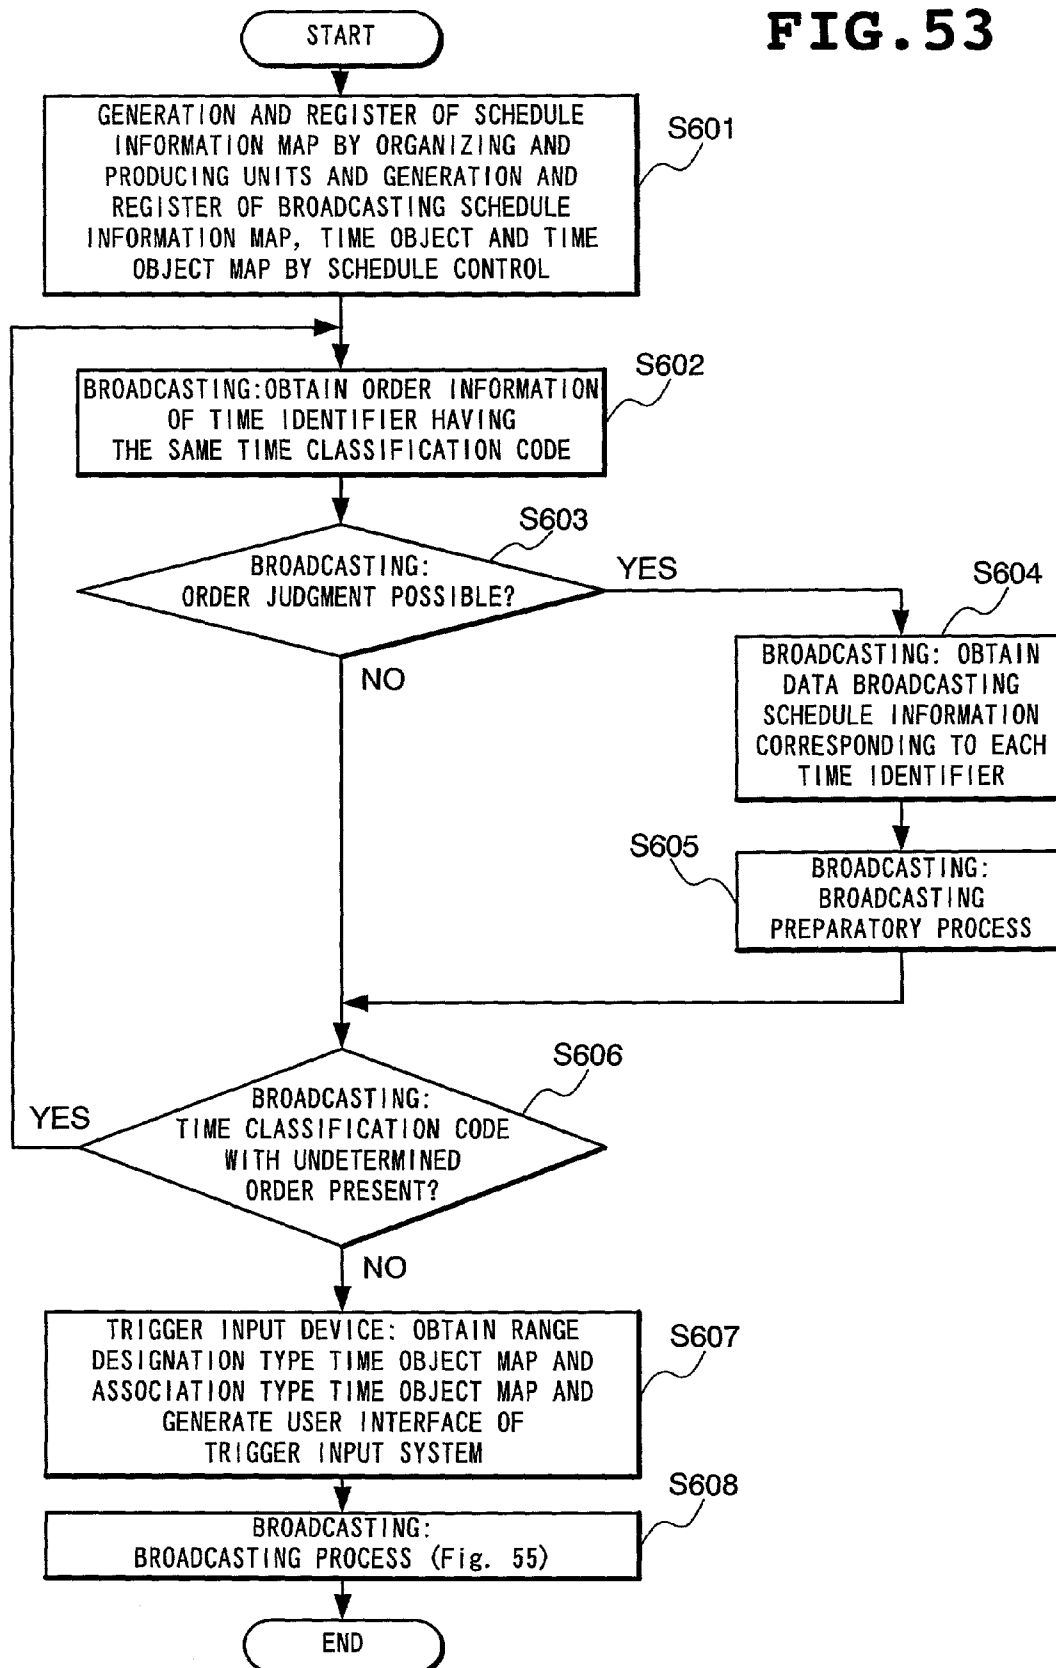 FIG.53
START
GENERATION AND REGISTER OF SCHEDULE
INFORMATION MAP BY ORGANIZING AND
PRODUCING UNITS AND GENERATION AND
REGISTER OF BROADCASTING SCHEDULE
INFORMATION MAP, TIME OBJECT AND TIME
OBJECT MAP BY SCHEDULE CONTROL
S601
BROADCASTING:OBTAIN ORDER INFORMATION
OF TIME IDENTIFIER HAVING
THE SAME TIME CLASSIFICATION CODE
S602
BROADCASTING:
ORDER JUDGMENT POSSIBLE?
S603
YES
NO
BROADCASTING: OBTAIN
DATA BROADCASTING
SCHEDULE INFORMATION
CORRESPONDING TO EACH
TIME IDENTIFIER
S604
BROADCASTING:
BROADCASTING
PREPARATORY PROCESS
S605
BROADCASTING:
TIME CLASSIFICATION CODE
WITH UNDETERMINED
ORDER PRESENT?
S606
YES
NO
TRIGGER INPUT DEVICE: OBTAIN RANGE
DESIGNATION TYPE TIME OBJECT MAP AND
ASSOCIATION TYPE TIME OBJECT MAP AND
GENERATE USER INTERFACE OF
TRIGGER INPUT SYSTEM
S607
BROADCASTING:
BROADCASTING PROCESS (Fig. 55)
S608
END